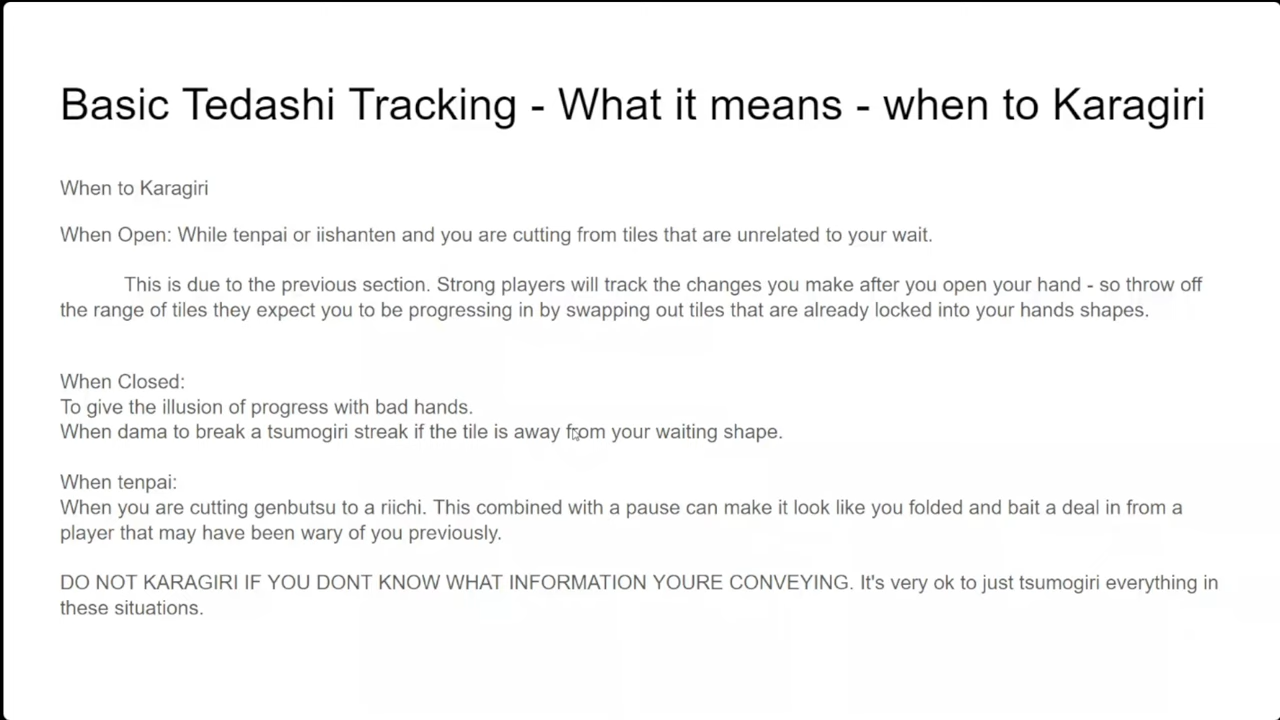 Basic Tedashi Tracking - What it means - when to Karagiri
When to Karagiri
When Open: While tenpai or iishanten and you are cutting from tiles that are unrelated to your wait.
This is due to the previous section. Strong players will track the changes you make after you open your hand - so throw off
the range of tiles they expect you to be progressing in by swapping out tiles that are already locked into your hands shapes.
When Closed:
To give the illusion of progress with bad hands.
When dama to break a tsumogiri streak if the tile is away from your waiting shape.
When tenpai:
When you are cutting genbutsu to a riichi. This combined with a pause can make it look like you folded and bait a deal in from a
player that may have been wary of you previously.
DO NOT KARAGIRI IF YOU DONT KNOW WHAT INFORMATION YOURE CONVEYING. It's very ok to just tsumogiri everything in
these situations.